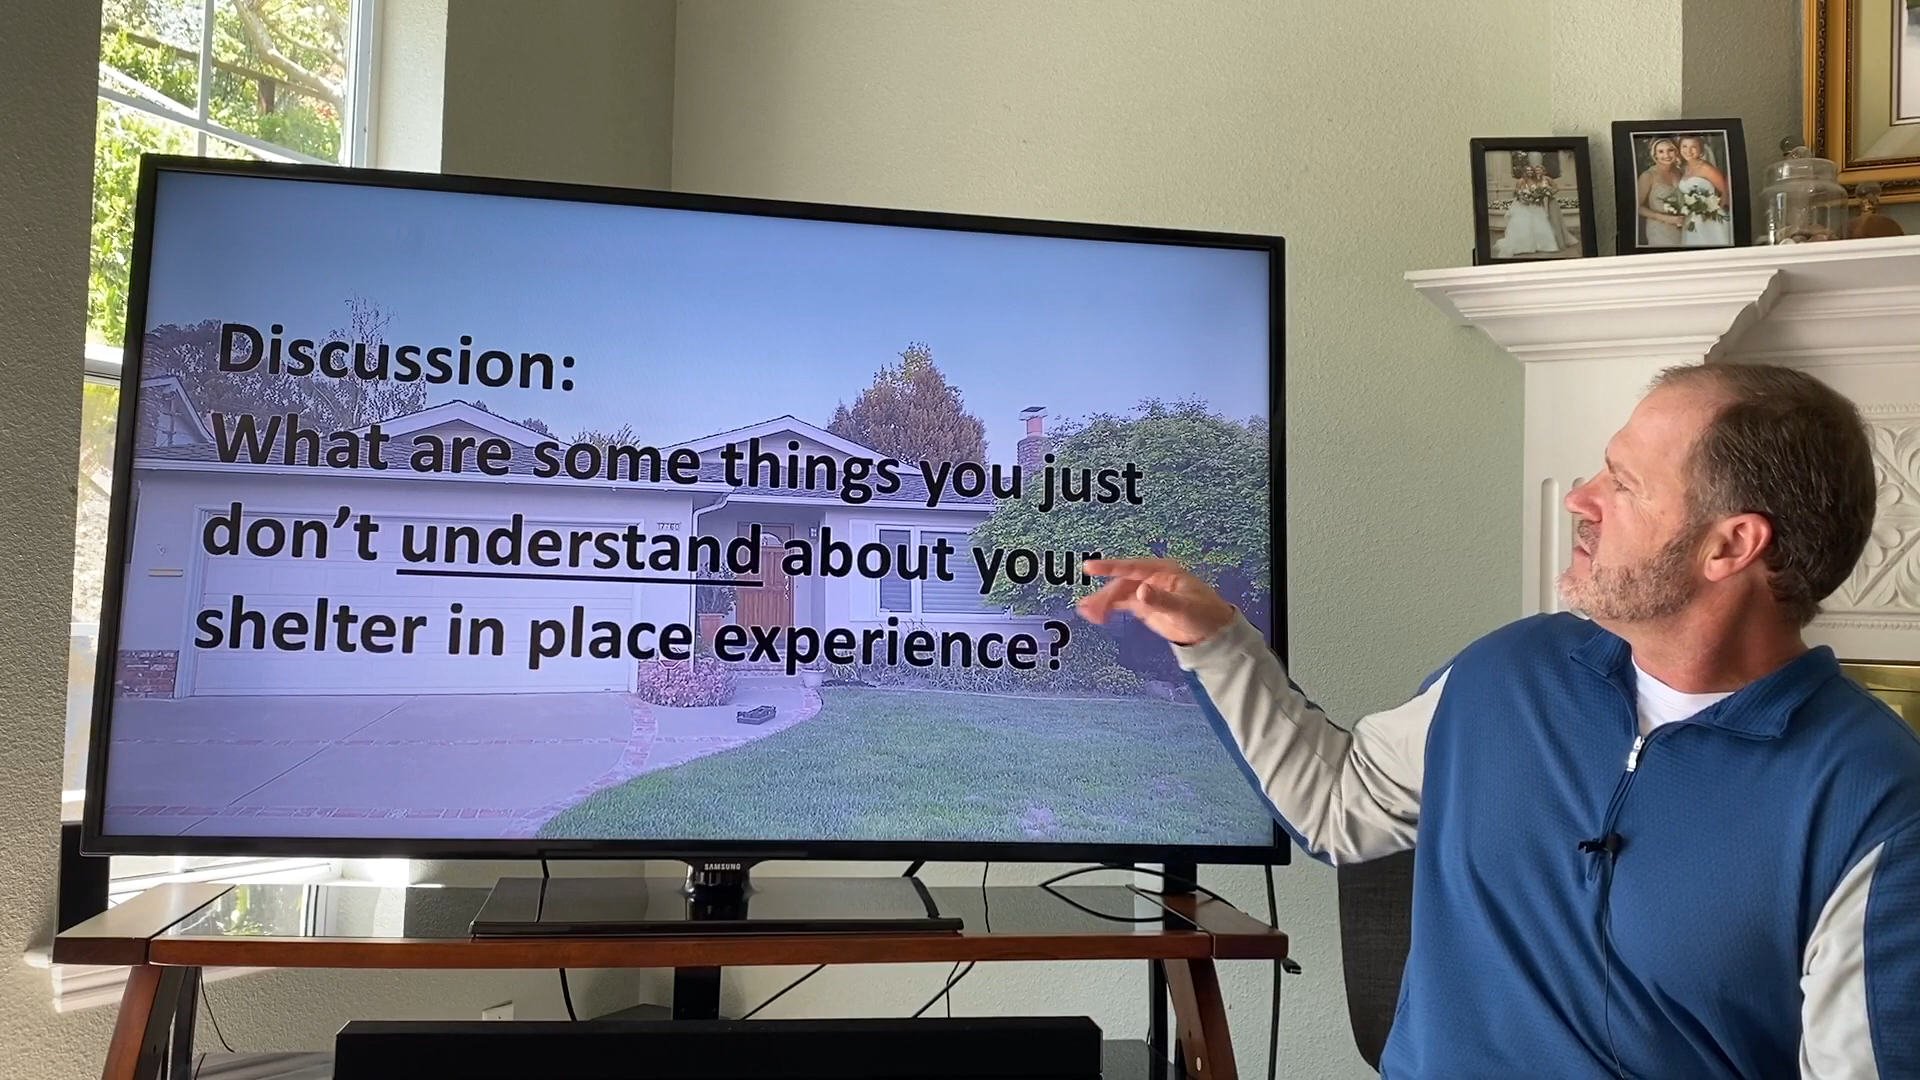 Discussion:
What are some things you just
don’t understand about your
shelter in place experience?
SAMSUNG